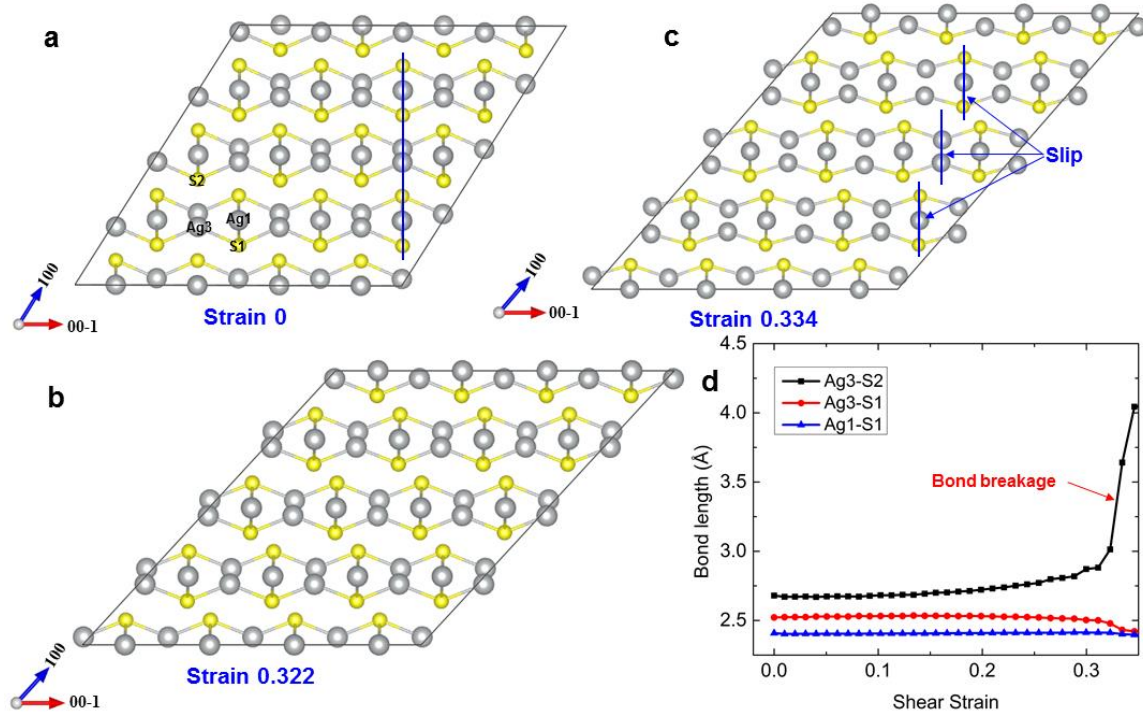 a
S2
Ag1
Ag3
S1
100
00-1
Strain 0
c
Slip
100
00-1
Strain 0.334
b
100
00-1
Strain 0.322
d
4.5
4.0
3.5
3.0
2.5
Bond length (Å)
Ag3-S2
Ag3-S1
Ag1-S1
Bond breakage
0.0
0.1
0.2
0.3
Shear Strain